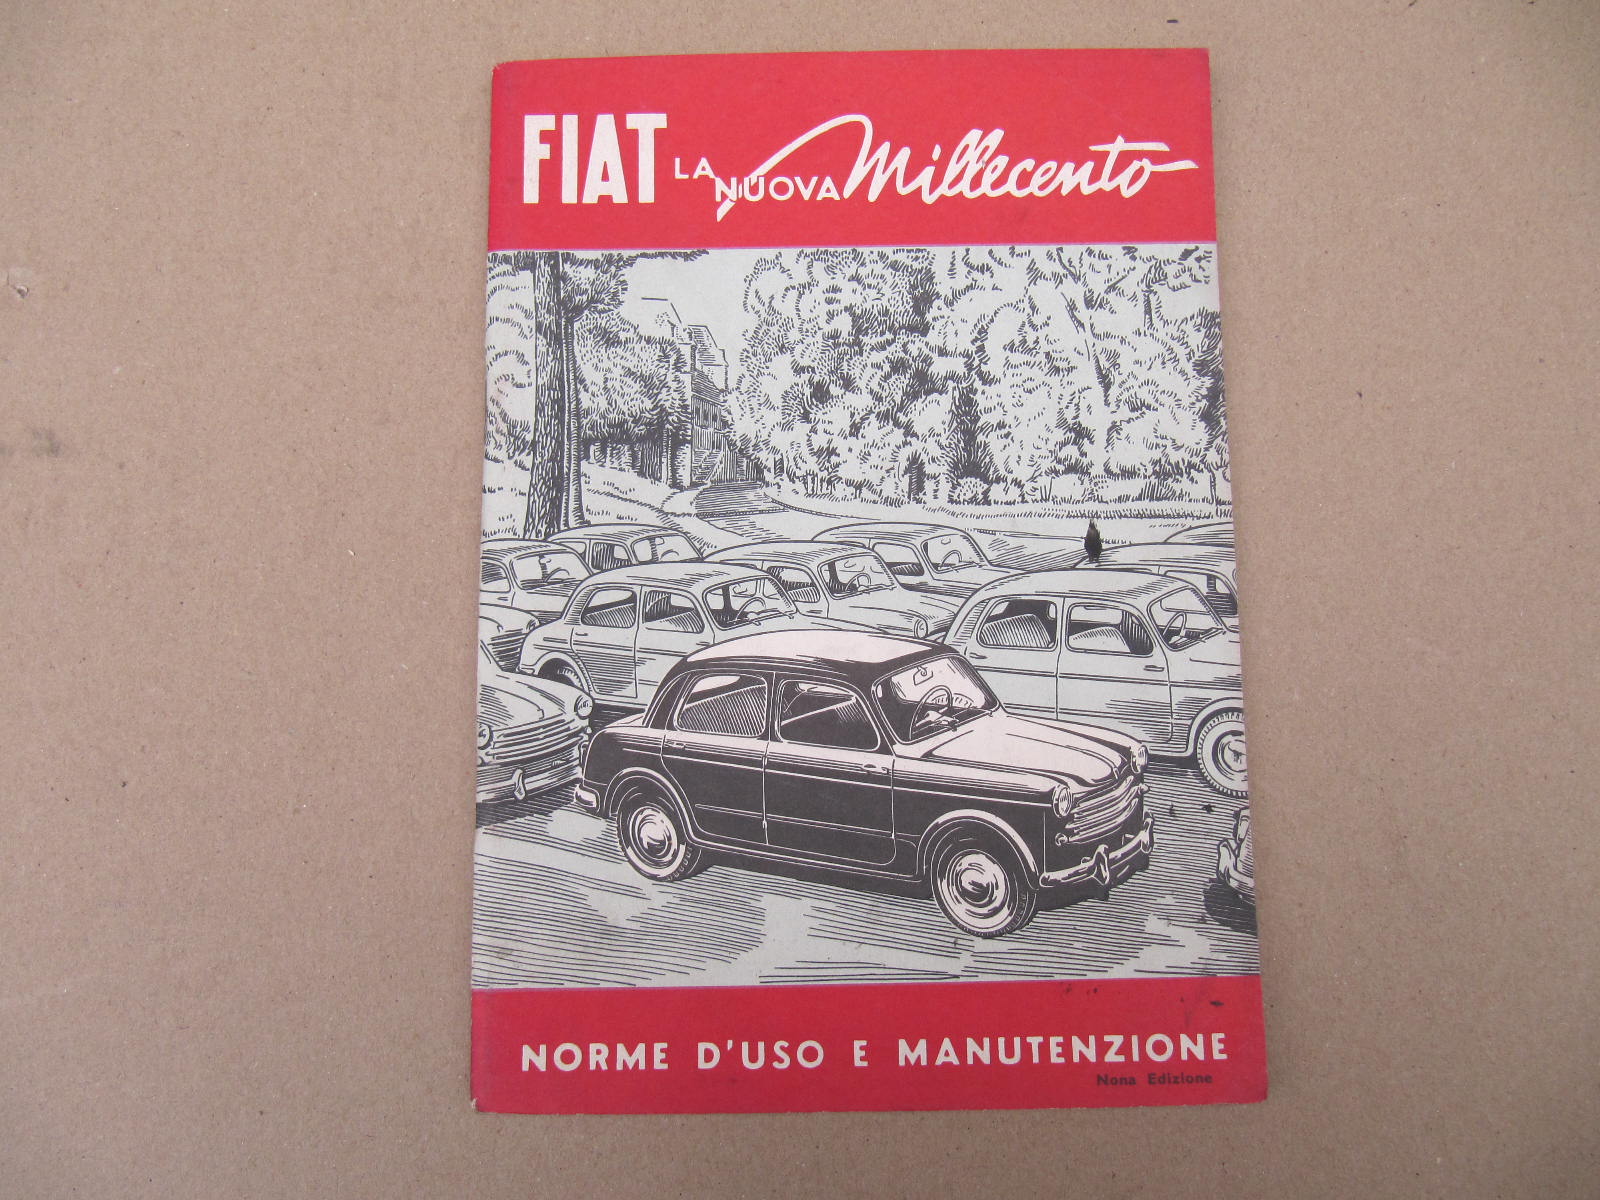 FIAT LA NUOVA Millecento
NORME D'USO E MANUTENZIONE
Nona Edizione